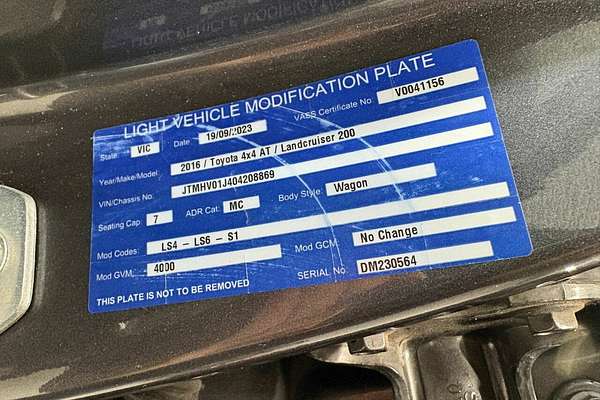 LIGHT VEHICLE MODIFICATION PLATE
State VIC Date 19/09/2023 VASS Certificate No V0041156
Year/Make/Model 2016 / Toyota 4x4 AT / Landcruiser 200
VIN/Chassis No. JTMHV01J404208869
Seating Cap: 7 ADR Cat: MC Body Style: Wagon
Mod Codes: LS4 - LS6 - S1
Mod GVM: 4000 Mod GCM: No Change
THIS PLATE IS NOT TO BE REMOVED SERIAL No. DM230564